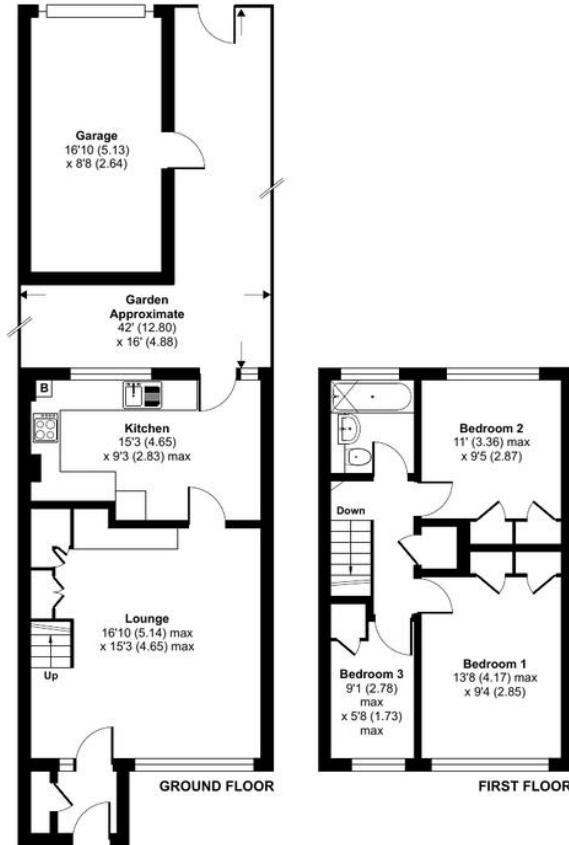 Garage
16'10 (5.13)
x 8'8 (2.64)
Garden
Approximate
42' (12.80)
x 16' (4.88)
B
Kitchen
15'3 (4.65)
x 9'3 (2.83) max
Lounge
16'10 (5.14) max
x 15'3 (4.65) max
Up
GROUND FLOOR
Bedroom 2
11' (3.36) max
x 9'5 (2.87)
Down
Bedroom 3
9'1 (2.78)
max
x 5'8 (1.73)
max
Bedroom 1
13'8 (4.17) max
x 9'4 (2.85)
FIRST FLOOR